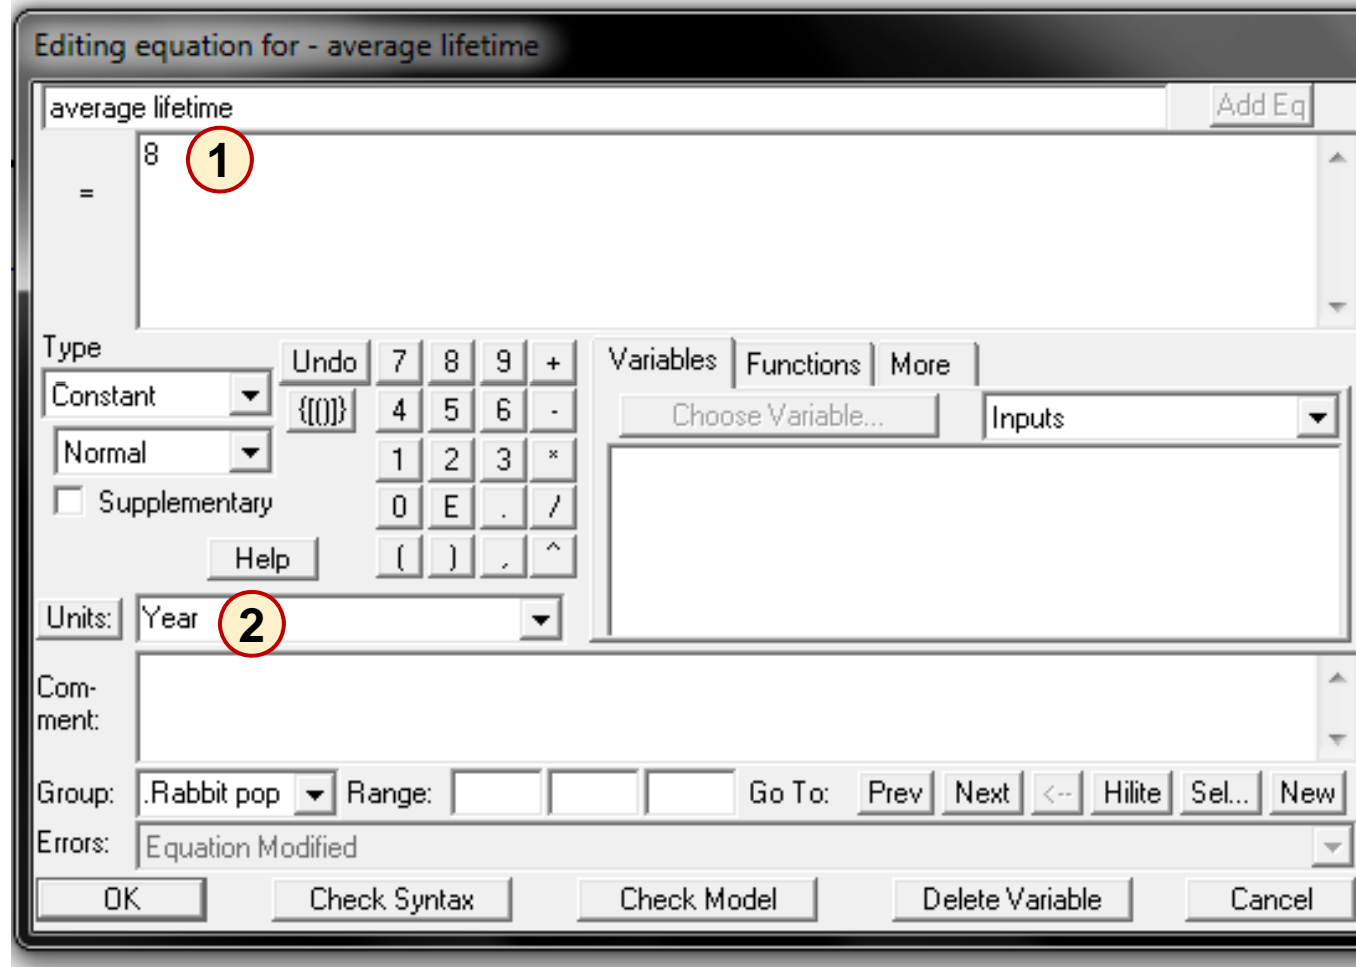 Editing equation for - average lifetime
average lifetime Add Eq
8 1
=
Type
Undo 7 8 9 + Variables Functions More
Constant {[()]} 4 5 6 - Choose Variable... Inputs
Normal 1 2 3 *
Supplementary 0 E . /
Help ( ) , ^
Units: Year 2
Com-
ment:
Group: .Rabbit pop Range: Go To: Prev Next <-- Hilite Sel... New
Errors: Equation Modified
OK Check Syntax Check Model Delete Variable Cancel